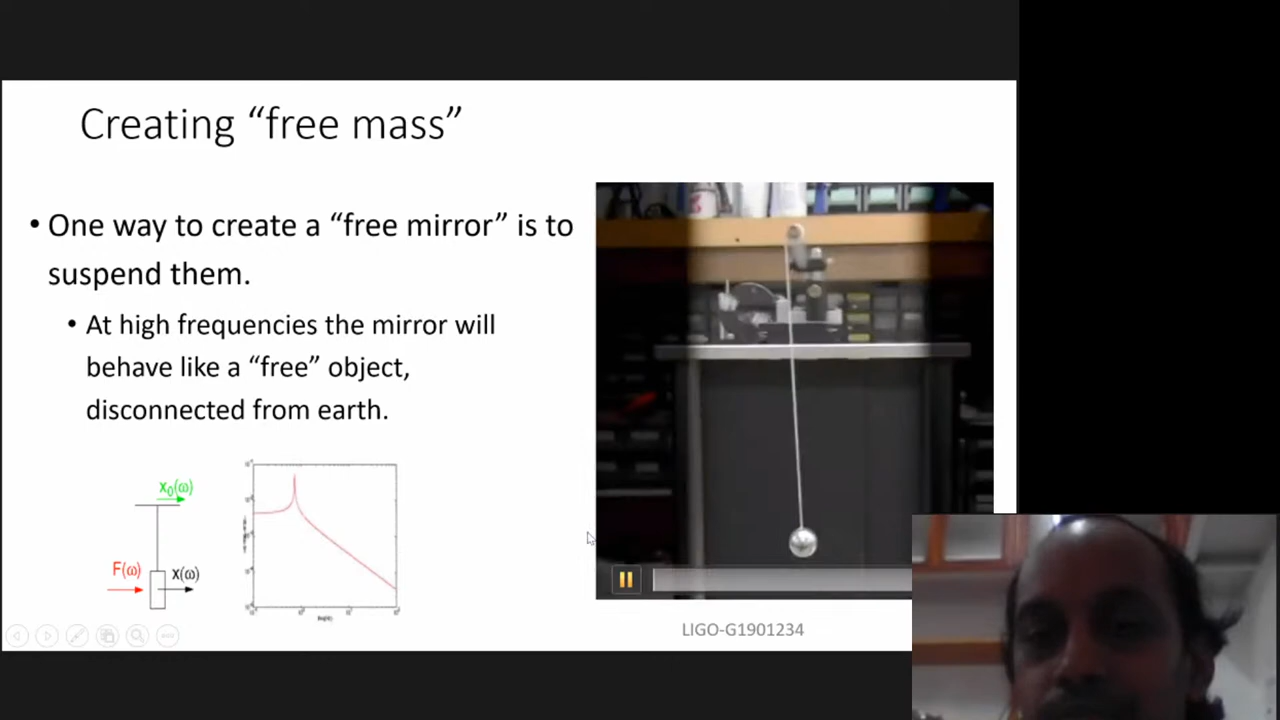 Creating “free mass”
• One way to create a “free mirror” is to
suspend them.
• At high frequencies the mirror will
behave like a “free” object,
disconnected from earth.
x₀(ω)
F(ω)
x(ω)
LIGO-G1901234